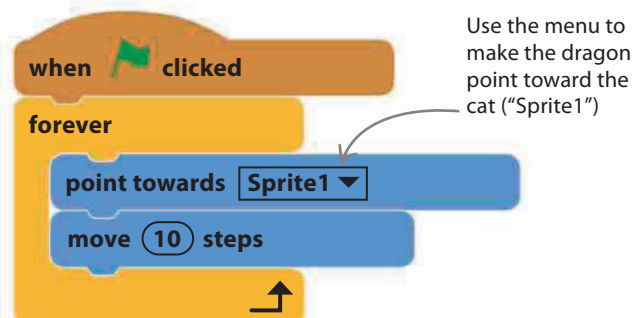 when clicked
forever
point towards Sprite1
move 10 steps
Use the menu to
make the dragon
point toward the
cat (“Sprite1”)